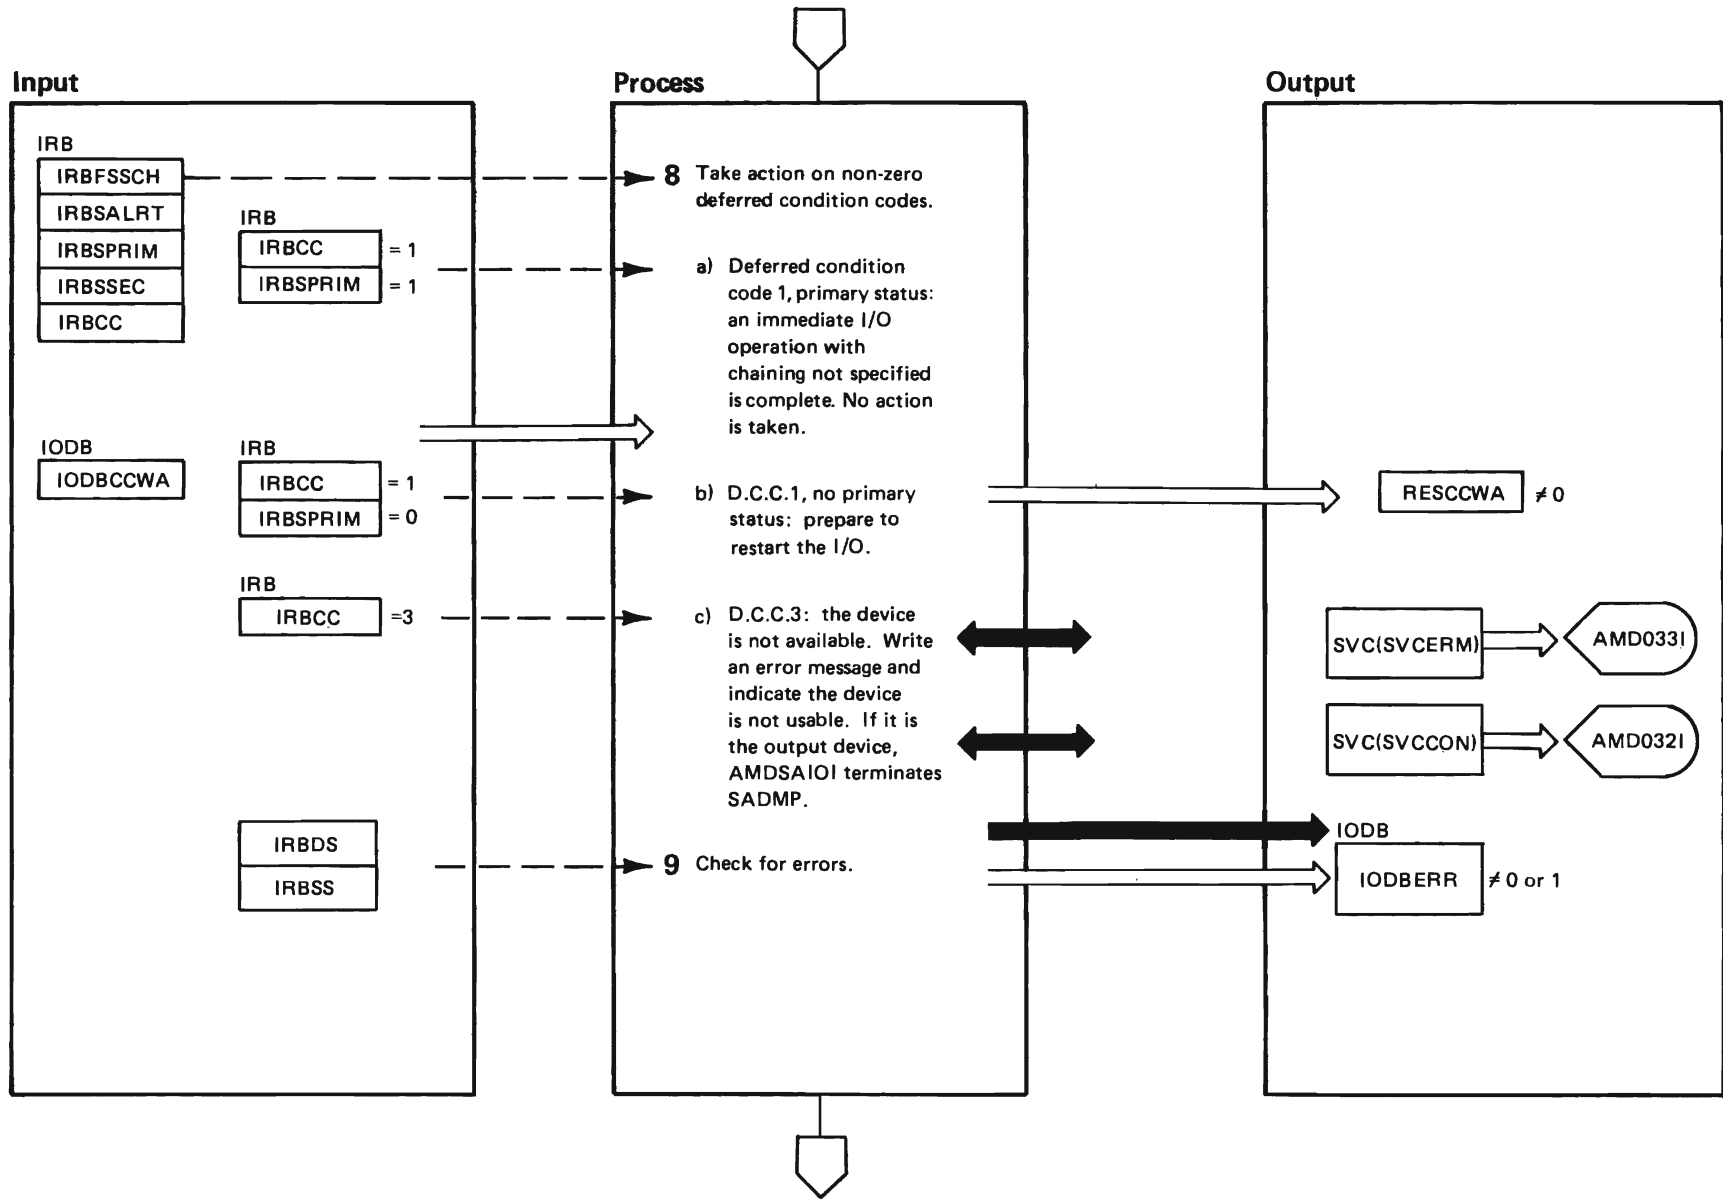 Input
IRB
IRBFSSCH
IRBSALRT
IRBSPRIM
IRBSSEC
IRBCC
IRB
IRBCC = 1
IRBSPRIM = 1
IODB
IODBCCWA
IRB
IRBCC = 1
IRBSPRIM = 0
IRB
IRBCC =3
IRBDS
IRBSS
Process
8 Take action on non-zero
deferred condition codes.
a) Deferred condition
code 1, primary status:
an immediate I/O
operation with
chaining not specified
is complete. No action
is taken.
b) D.C.C.1, no primary
status: prepare to
restart the I/O.
c) D.C.C.3: the device
is not available. Write
an error message and
indicate the device
is not usable. If it is
the output device,
AMDSAIOI terminates
SADMP.
9 Check for errors.
Output
RESCCWA ≠ 0
SVC(SVCERM)
AMD033I
SVC(SVCCON)
AMD032I
IODB
IODBERR ≠ 0 or 1